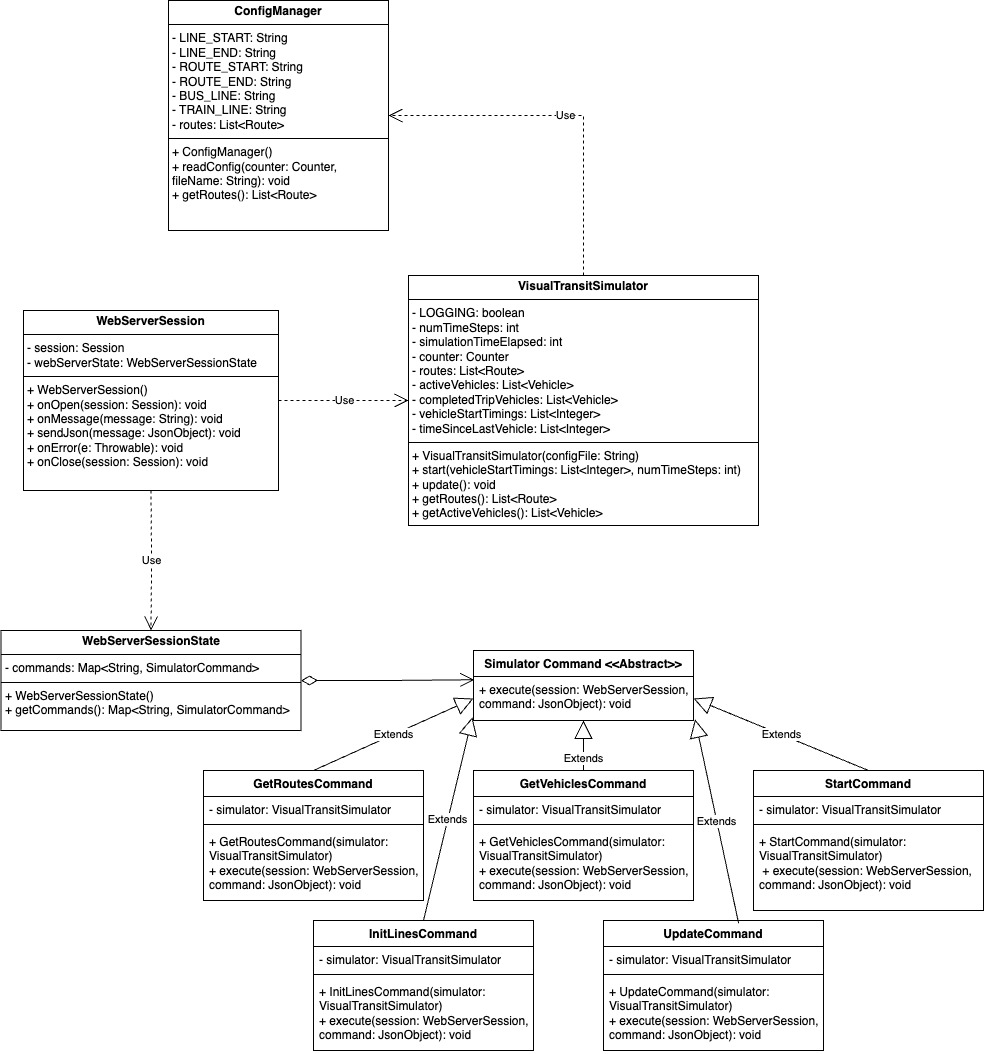 ConfigManager
- LINE_START: String
- LINE_END: String
- ROUTE_START: String
- ROUTE_END: String
- BUS_LINE: String
- TRAIN_LINE: String
- routes: List<Route>
+ ConfigManager()
+ readConfig(counter: Counter,
fileName: String): void
+ getRoutes(): List<Route>
Use
VisualTransitSimulator
- LOGGING: boolean
- numTimeSteps: int
- simulationTimeElapsed: int
- counter: Counter
- routes: List<Route>
- activeVehicles: List<Vehicle>
- completedTripVehicles: List<Vehicle>
- vehicleStartTimings: List<Integer>
- timeSinceLastVehicle: List<Integer>
+ VisualTransitSimulator(configFile: String)
+ start(vehicleStartTimings: List<Integer>, numTimeSteps: int)
+ update(): void
+ getRoutes(): List<Route>
+ getActiveVehicles(): List<Vehicle>
WebServerSession
- session: Session
- webServerState: WebServerSessionState
+ WebServerSession()
+ onOpen(session: Session): void
+ onMessage(message: String): void
+ sendJson(message: JsonObject): void
+ onError(e: Throwable): void
+ onClose(session: Session): void
Use
Use
WebServerSessionState
- commands: Map<String, SimulatorCommand>
+ WebServerSessionState()
+ getCommands(): Map<String, SimulatorCommand>
Simulator Command <<Abstract>>
+ execute(session: WebServerSession,
command: JsonObject): void
Extends
Extends
Extends
Extends
Extends
GetRoutesCommand
- simulator: VisualTransitSimulator
+ GetRoutesCommand(simulator:
VisualTransitSimulator)
+ execute(session: WebServerSession,
command: JsonObject): void
GetVehiclesCommand
- simulator: VisualTransitSimulator
+ GetVehiclesCommand(simulator:
VisualTransitSimulator)
+ execute(session: WebServerSession,
command: JsonObject): void
StartCommand
- simulator: VisualTransitSimulator
+ StartCommand(simulator:
VisualTransitSimulator)
+ execute(session: WebServerSession,
command: JsonObject): void
InitLinesCommand
- simulator: VisualTransitSimulator
+ InitLinesCommand(simulator:
VisualTransitSimulator)
+ execute(session: WebServerSession,
command: JsonObject): void
UpdateCommand
- simulator: VisualTransitSimulator
+ UpdateCommand(simulator:
VisualTransitSimulator)
+ execute(session: WebServerSession,
command: JsonObject): void